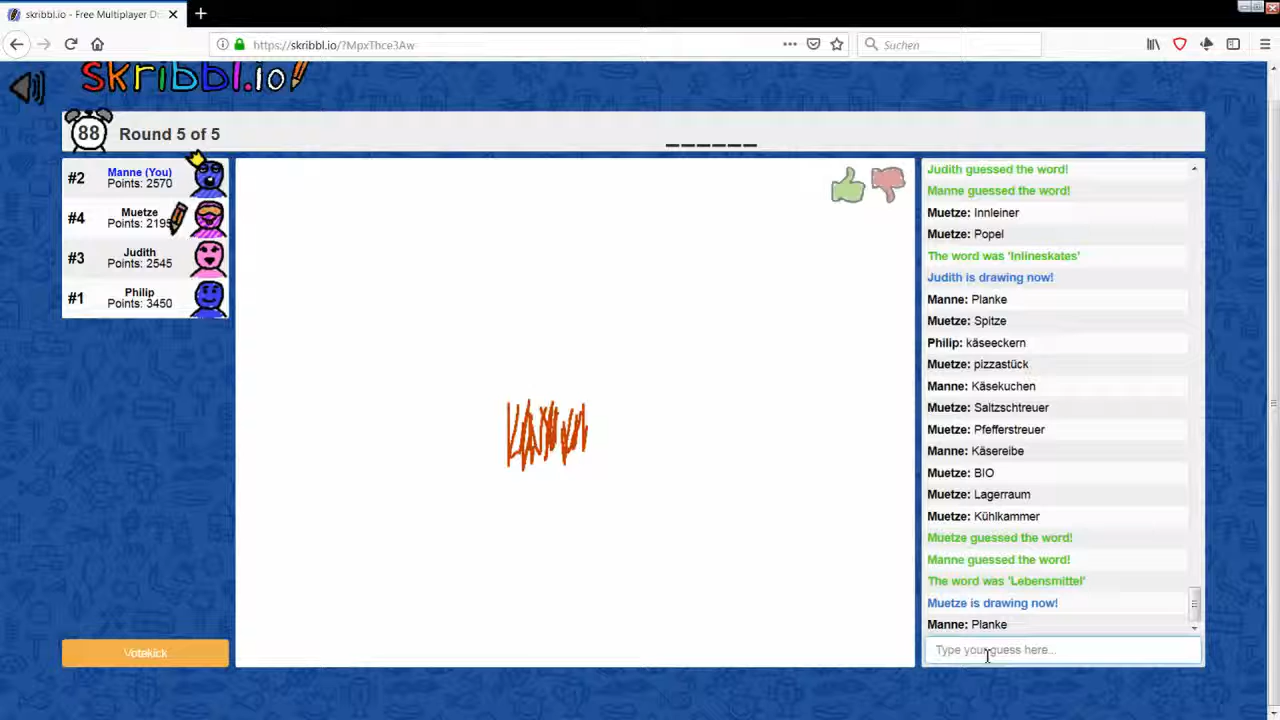 skribbl.io - Free Multiplayer D
https://skribbl.io/?MpxThce3Aw
Suchen
skribbl.io!
88
Round 5 of 5
______
#2
Manne (You)
Points: 2570
#4
Muetze
Points: 2195
#3
Judith
Points: 2545
#1
Philip
Points: 3450
Votekick
Judith guessed the word!
Manne guessed the word!
Muetze: Innleiner
Muetze: Popel
The word was 'Inlineskates'
Judith is drawing now!
Manne: Planke
Muetze: Spitze
Philip: käseeckern
Muetze: pizzastück
Manne: Käsekuchen
Muetze: Saltzschtreuer
Muetze: Pfefferstreuer
Manne: Käsereibe
Muetze: BIO
Muetze: Lagerraum
Muetze: Kühlkammer
Muetze guessed the word!
Manne guessed the word!
The word was 'Lebensmittel'
Muetze is drawing now!
Manne: Planke
Type your guess here...